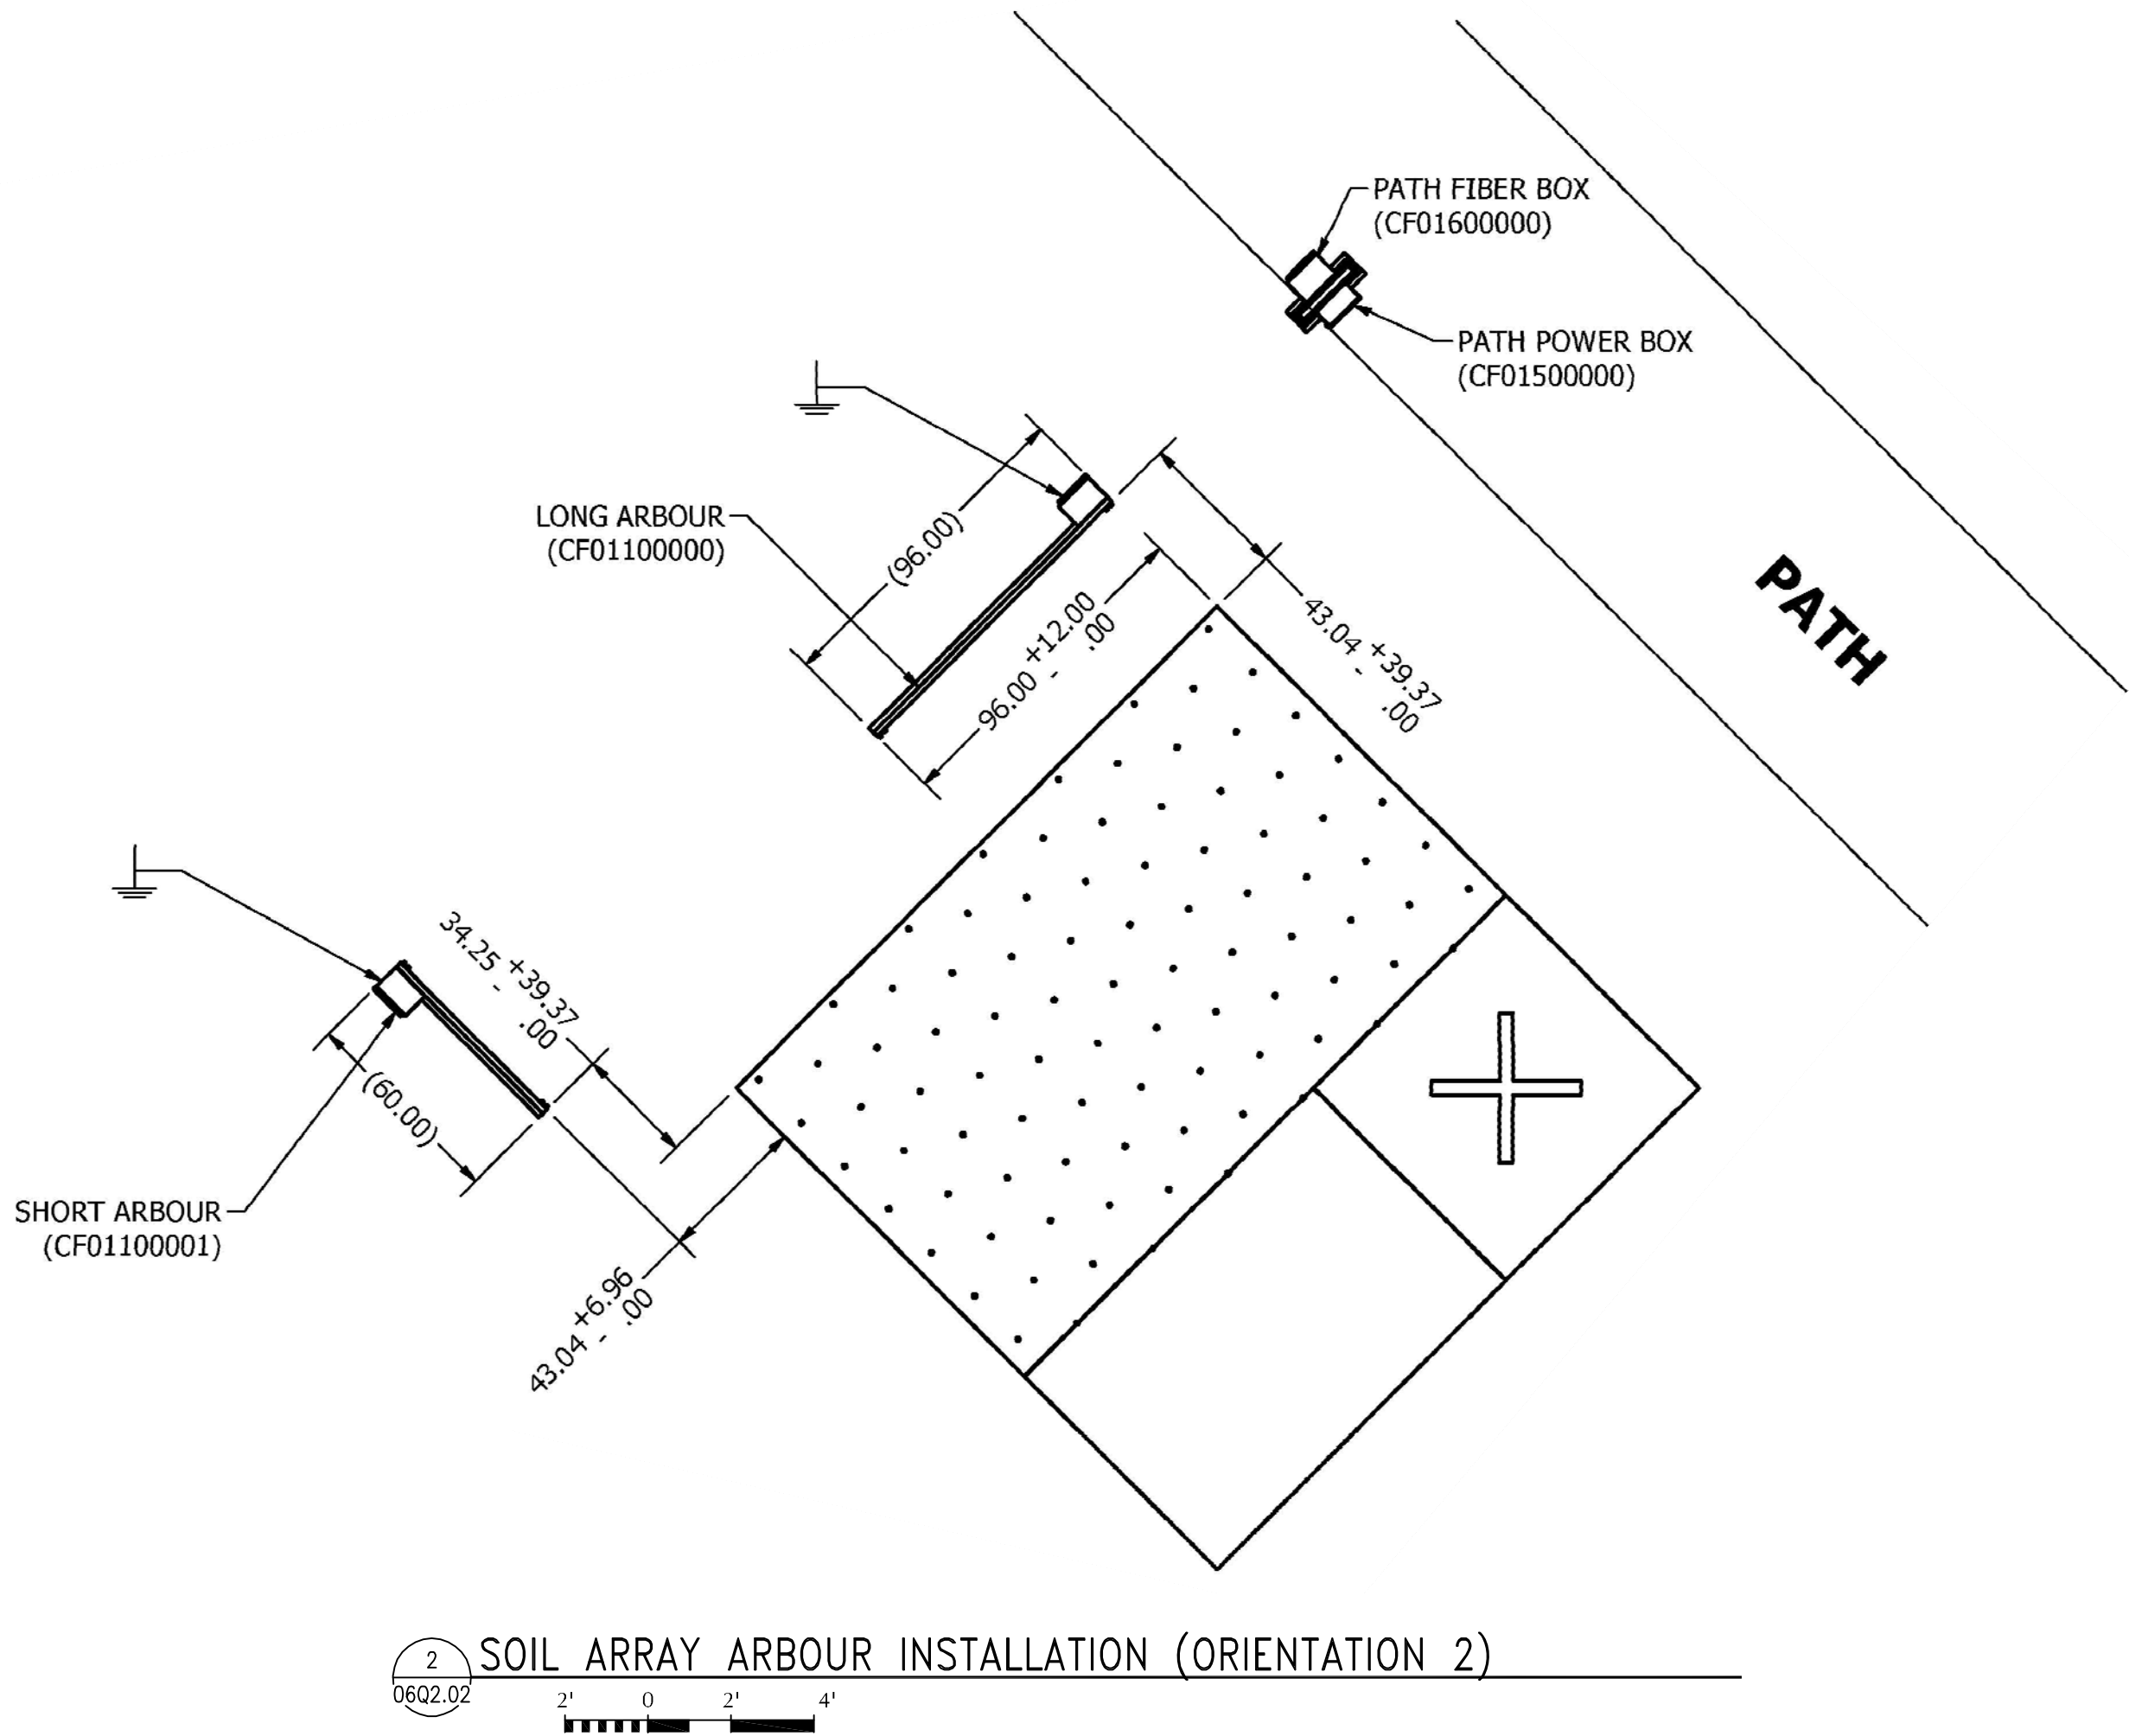 PATH FIBER BOX
(CF01600000)
PATH POWER BOX
(CF01500000)
LONG ARBOUR
(CF01100000)
(96.00)
96.00 +12.00
- .00
43.04 +39.37
- .00
PATH
34.25 +39.37
- .00
(60.00)
SHORT ARBOUR
(CF01100001)
43.04 +6.96
- .00
2
06Q2.02
SOIL ARRAY ARBOUR INSTALLATION (ORIENTATION 2)
2' 0 2' 4'